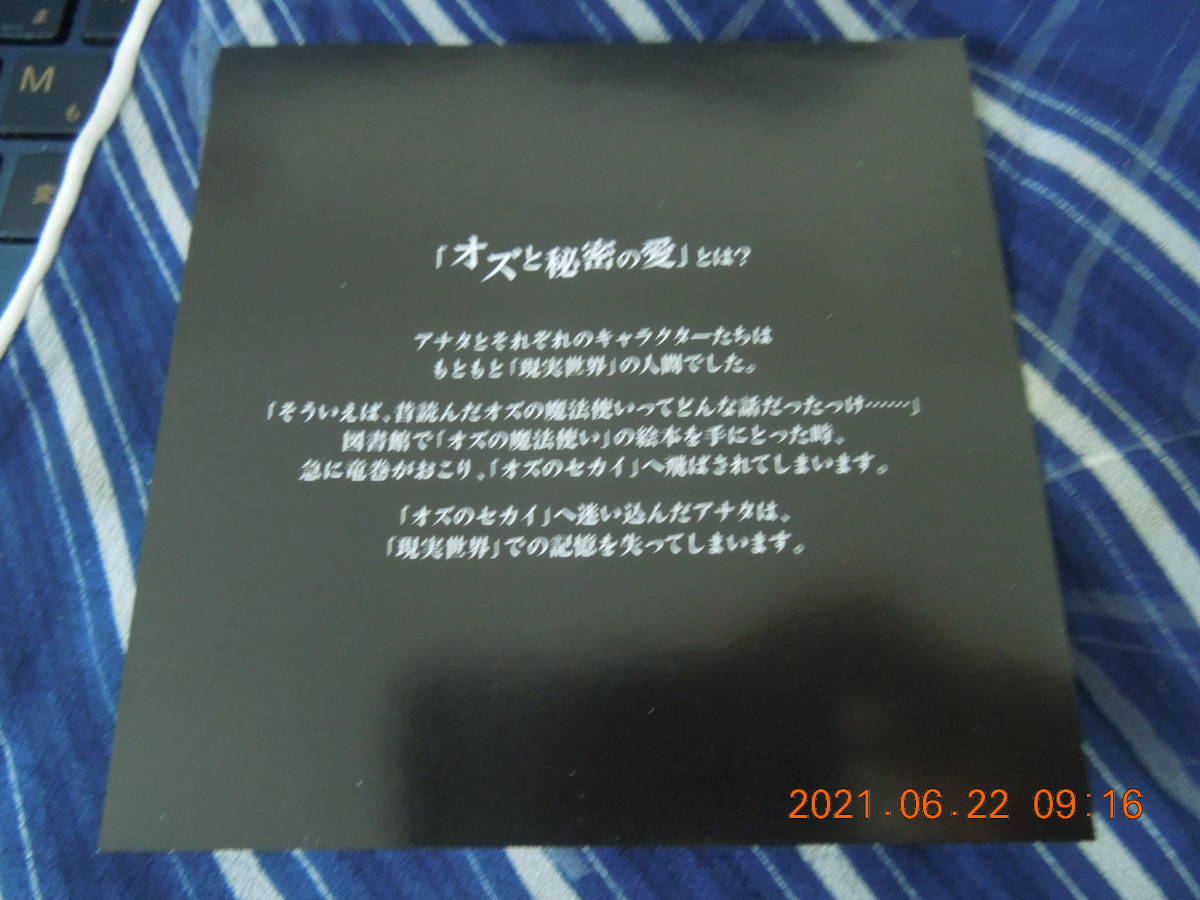 M
も
ま
変
「オズと秘密の愛」とは?
アナタとそれぞれのキャラクターたちは
もともと「現実世界」の人間でした。
「そういえば、昔読んだオズの魔法使いってどんな話だったっけ……」
図書館で「オズの魔法使い」の絵本を手にとった時、
急に竜巻がおこり、「オズのセカイ」へ飛ばされてしまいます。
「オズのセカイ」へ迷い込んだアナタは、
「現実世界」での記憶を失ってしまいます。
2021.06.22 09:16